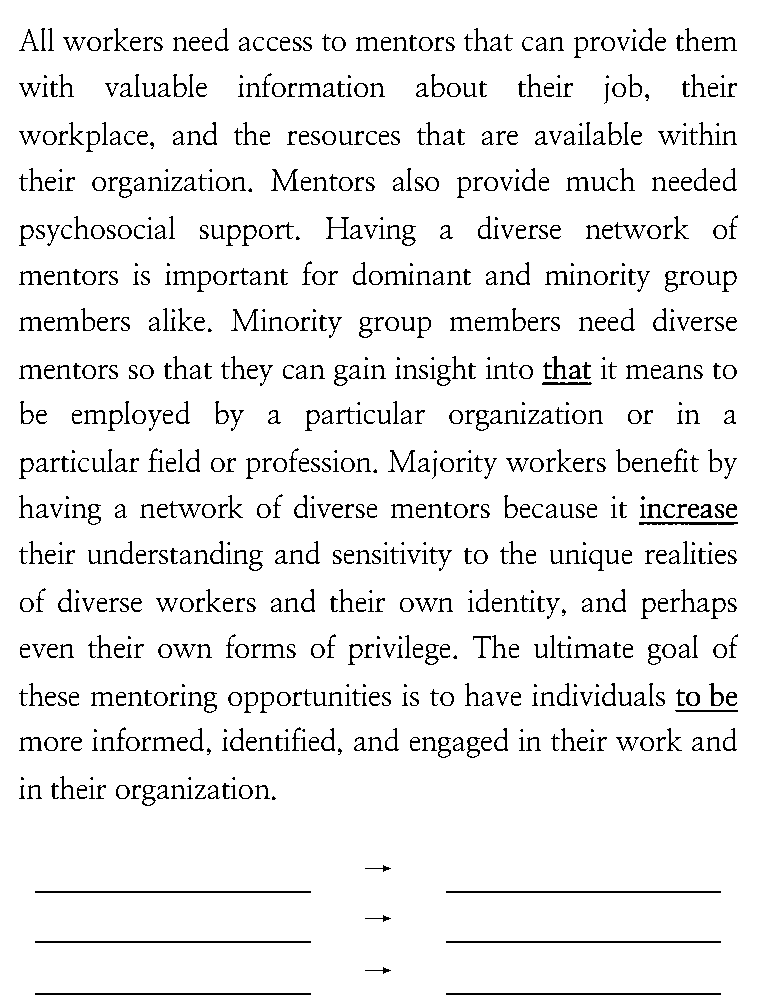 All workers need access to mentors that can provide them
with valuable information about their job, their
workplace, and the resources that are available within
their organization. Mentors also provide much needed
psychosocial support. Having a diverse network of
mentors is important for dominant and minority group
members alike. Minority group members need diverse
mentors so that they can gain insight into that it means to
be employed by a particular organization or in a
particular field or profession. Majority workers benefit by
having a network of diverse mentors because it increase
their understanding and sensitivity to the unique realities
of diverse workers and their own identity, and perhaps
even their own forms of privilege. The ultimate goal of
these mentoring opportunities is to have individuals to be
more informed, identified, and engaged in their work and
in their organization.
→
→
→